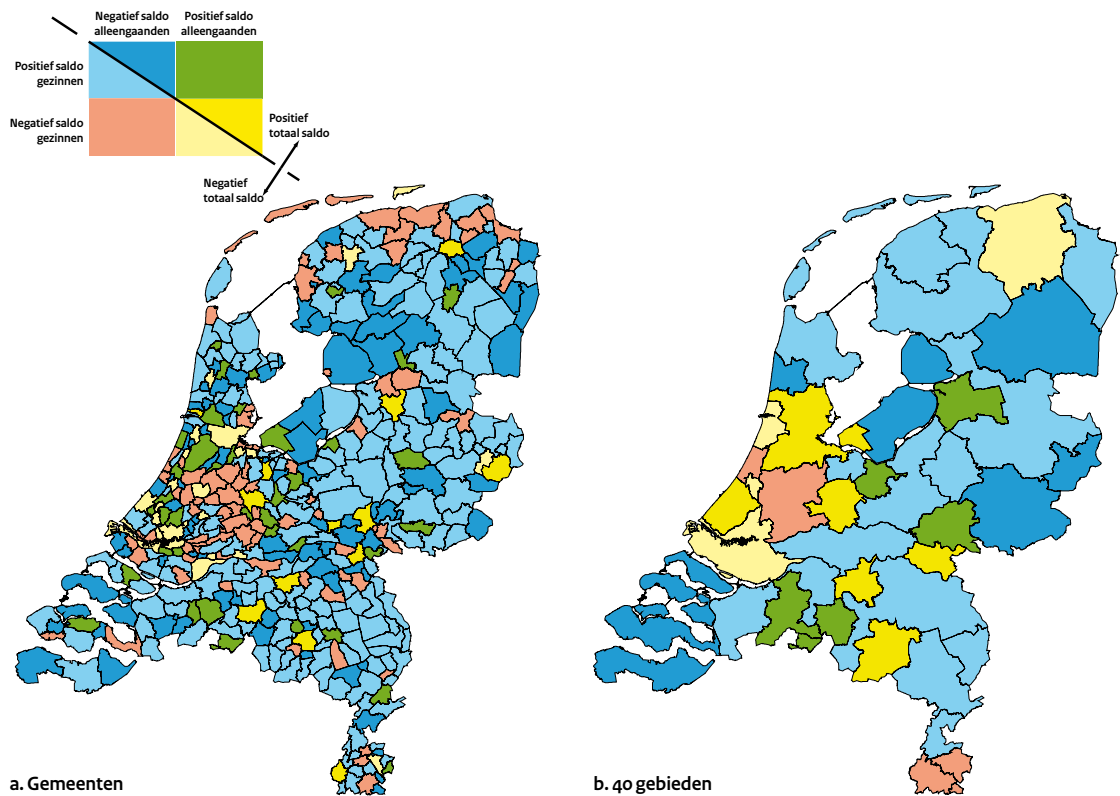 Negatief saldo
alleengaanden
Positief saldo
alleengaanden
Positief saldo
gezinnen
Negatief saldo
gezinnen
Positief
totaal saldo
Negatief
totaal saldo
a. Gemeenten
b. 40 gebieden